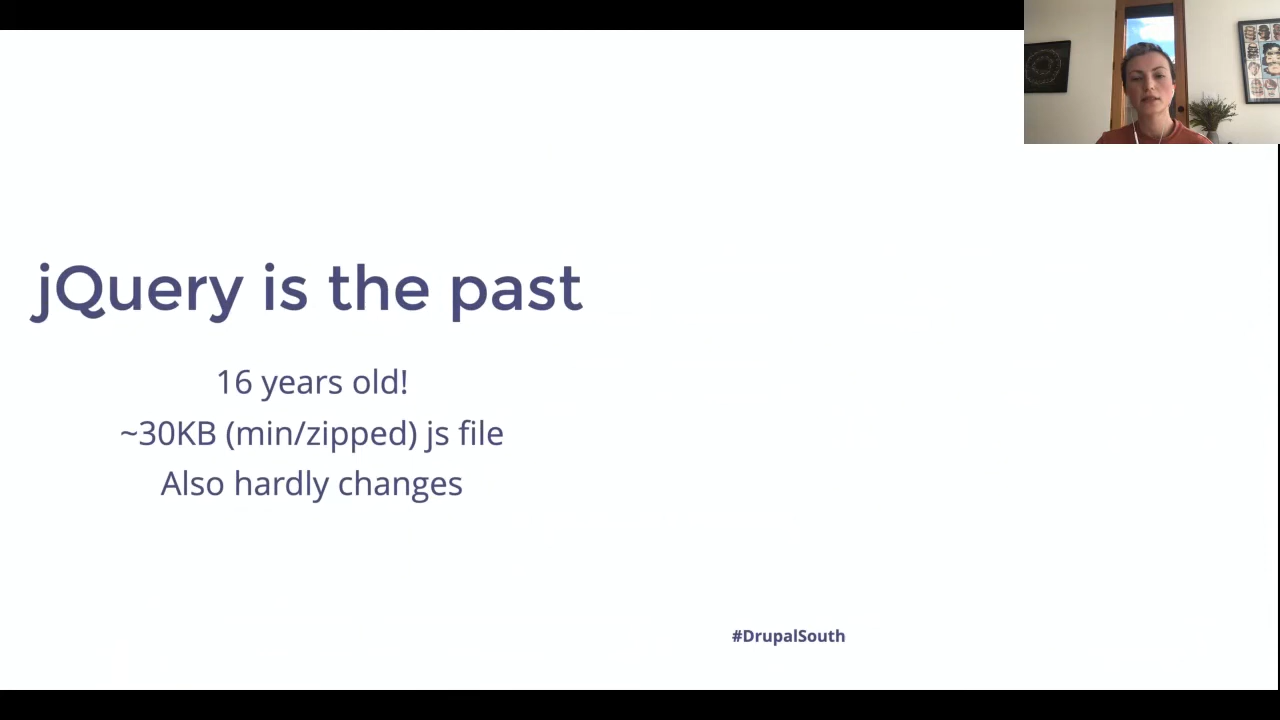 jQuery is the past
16 years old!
~30KB (min/zipped) js file
Also hardly changes
#DrupalSouth